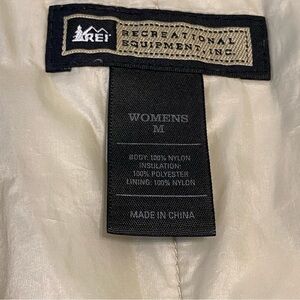 REI
RECREATIONAL
EQUIPMENT, INC.
WOMENS
M
BODY: 100% NYLON
INSULATION:
100% POLYESTER
LINING: 100% NYLON
MADE IN CHINA